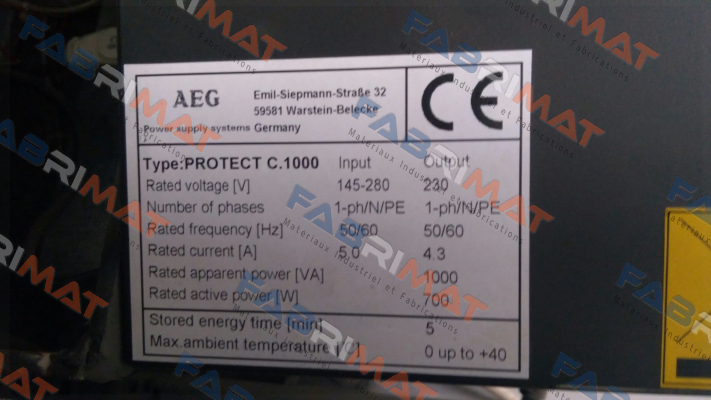 AEG
Power supply systems
Emil-Siepmann-Straße 32
59581 Warstein-Belecke
Germany
CE
Type:PROTECT C.1000 Input Output
Rated voltage [V] 145-280 230
Number of phases 1-ph/N/PE 1-ph/N/PE
Rated frequency [Hz] 50/60 50/60
Rated current [A] 5.0 4.3
Rated apparent power [VA] 1000
Rated active power [W] 700
Stored energy time [min] 5
Max.ambient temperature 0 up to +40
FABRIMAT
Materiaux Industriel et Fabrications